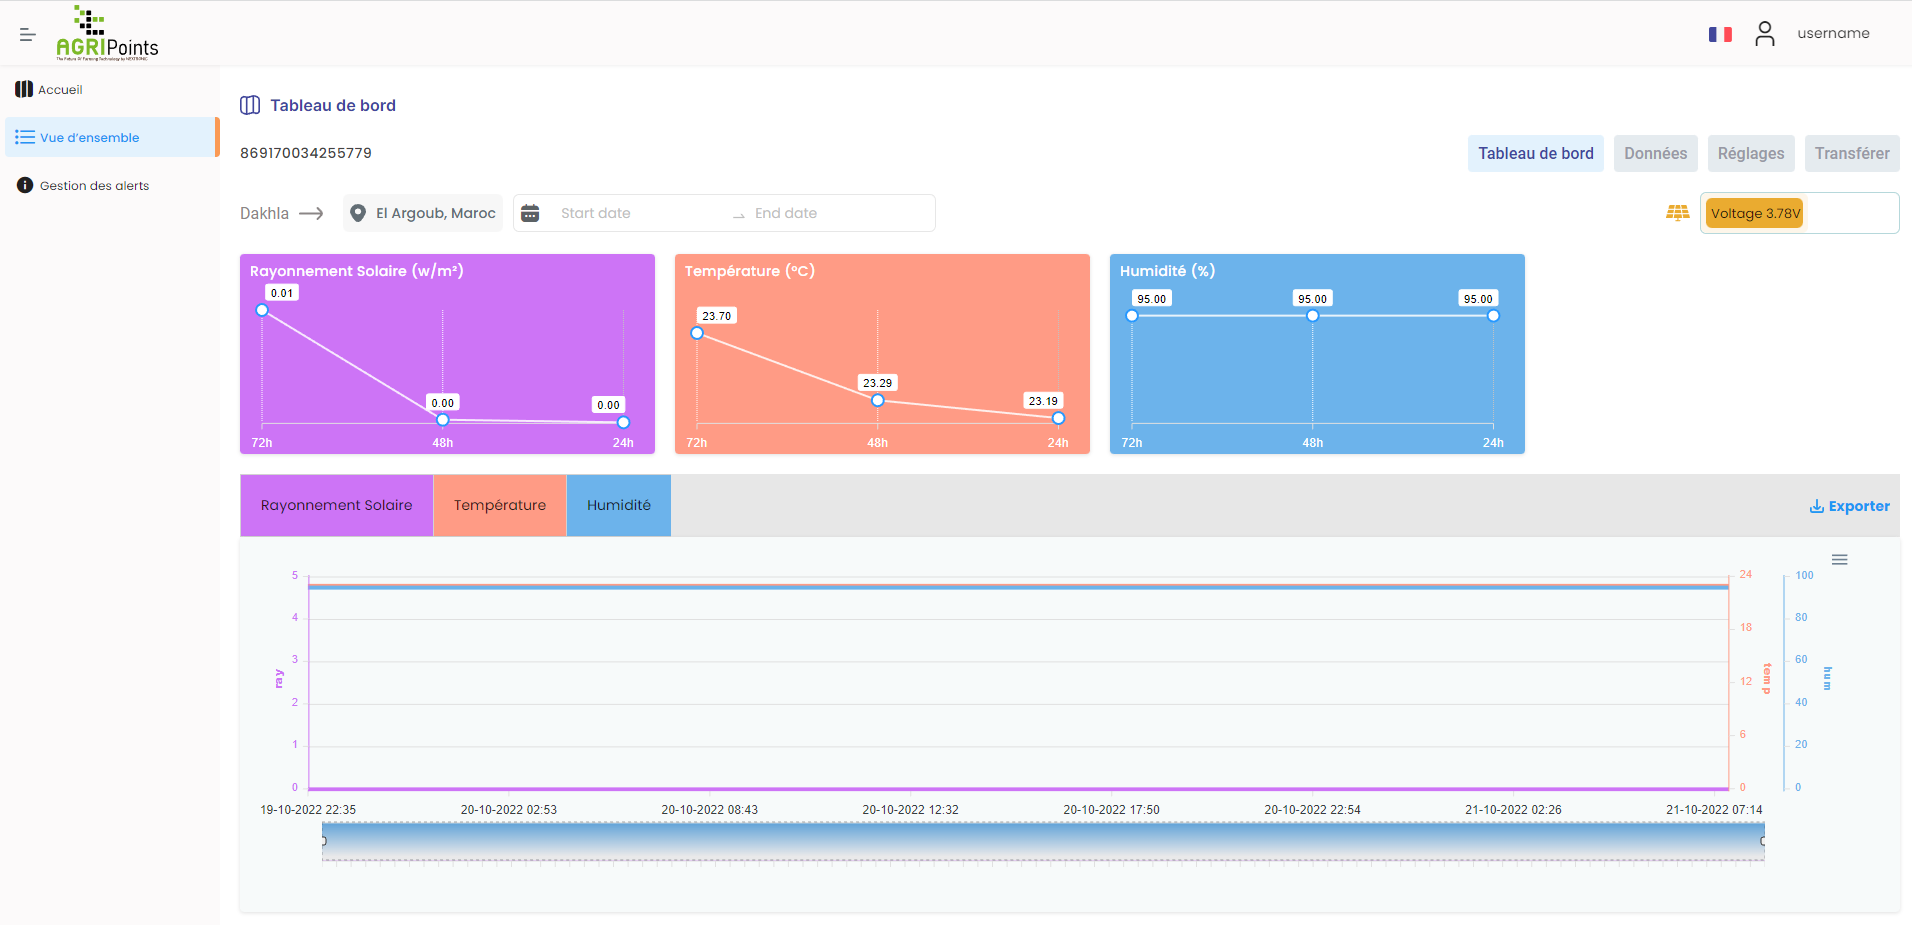 AGRIPoints
The Future Of Farming Technology by NEXTRONIC
username
Accueil
Vue d'ensemble
Gestion des alerts
Tableau de bord
869170034255779
Tableau de bord
Données
Réglages
Transférer
Dakhla
El Argoub, Maroc
Start date
End date
Voltage 3.78V
Rayonnement Solaire (w/m²)
0.01
0.00
0.00
72h
48h
24h
Température (°C)
23.70
23.29
23.19
72h
48h
24h
Humidité (%)
95.00
95.00
95.00
72h
48h
24h
Rayonnement Solaire
Température
Humidité
Exporter
5
4
3
2
1
0
ray
24
18
12
6
0
temp
100
80
60
40
20
0
hum
19-10-2022 22:35
20-10-2022 02:53
20-10-2022 08:43
20-10-2022 12:32
20-10-2022 17:50
20-10-2022 22:54
21-10-2022 02:26
21-10-2022 07:14